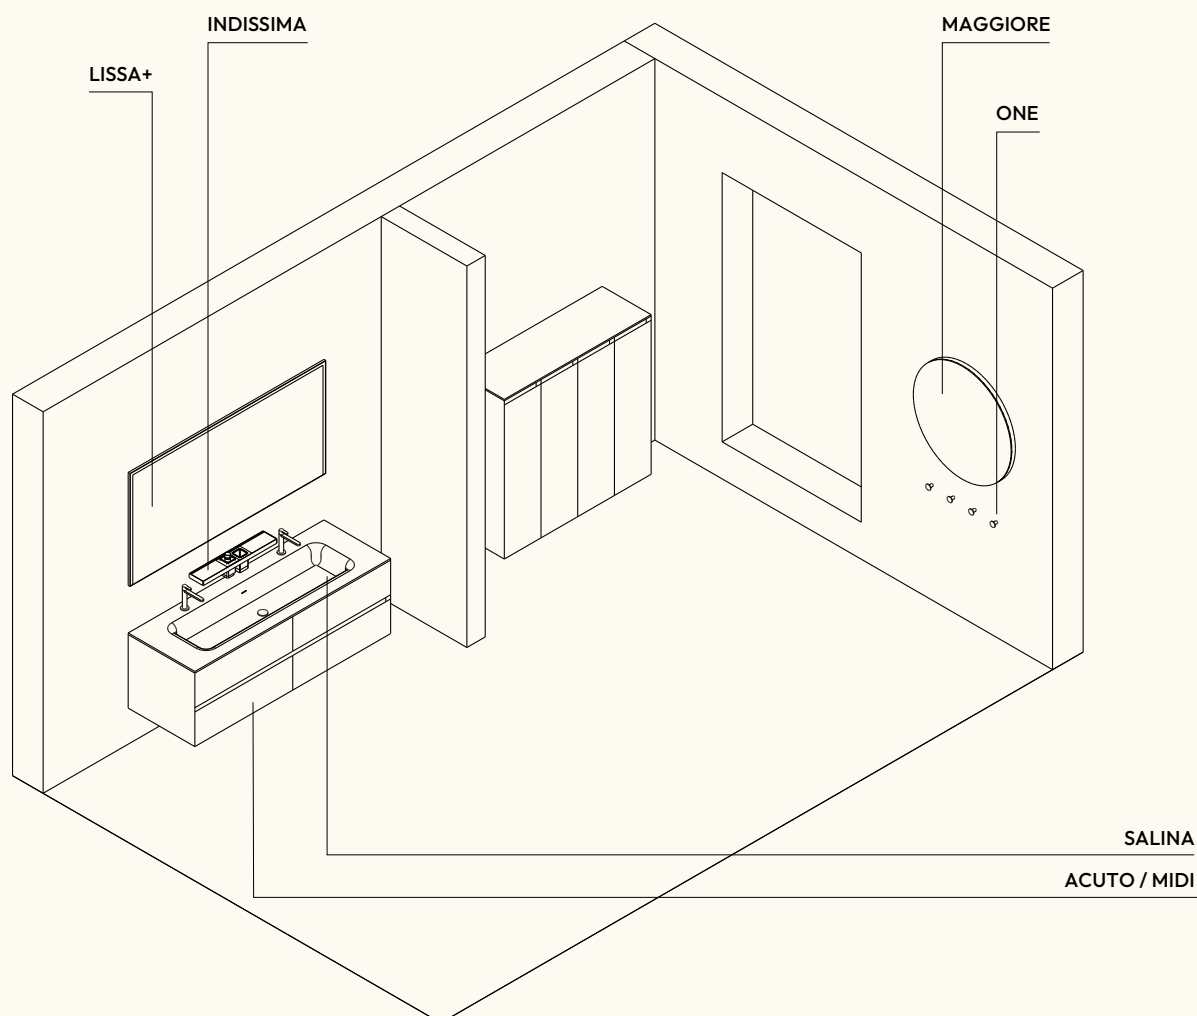 INDISSIMA
MAGGIORE
LISSA+
ONE
SALINA
ACUTO / MIDI